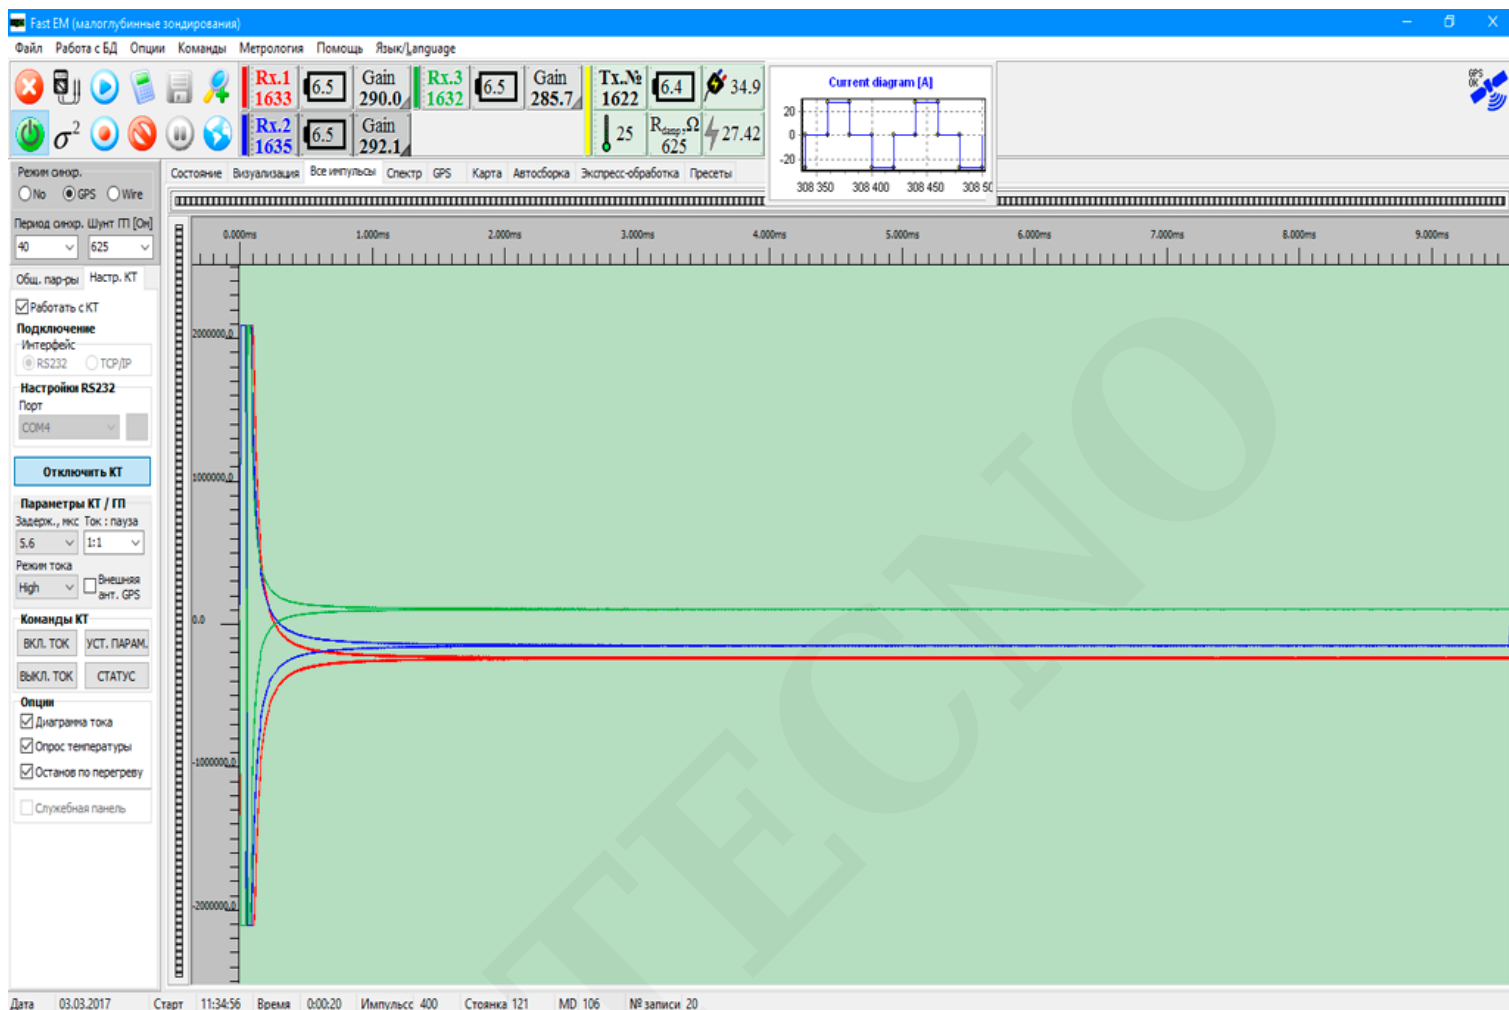 Fast EM (малоглубинные зондирования)
Файл Работа с БД Опции Команды Метрология Помощь Язык/Language
Rx.1 1633 6.5 Gain 290.0 Rx.3 1632 6.5 Gain 285.7 Tx.№ 1622 6.4 34.9
σ² Rx.2 1635 6.5 Gain 292.1 25 Rdamp,Ω 625 27.42
Current diagram [A]
20
0
-20
308 350 308 400 308 450 308 50
GPS OK
Режим синхр.
No GPS Wire
Период синхр. Шунт ГП [Ом]
40 625
Общ. пар-ры Настр. КТ
Работать с КТ
Подключение
Интерфейс
RS232 TCP/IP
Настройки RS232
Порт
COM4
Отключить КТ
Параметры КТ / ГП
Задерж., мкс Ток : пауза
5.6 1:1
Режим тока
High Внешняя ант. GPS
Команды КТ
ВКЛ. ТОК УСТ. ПАРАМ.
ВЫКЛ. ТОК СТАТУС
Опции
Диаграмма тока
Опрос температуры
Останов по перегреву
Служебная панель
Состояние Визуализация Все импульсы Спектр GPS Карта Автосборка Экспресс-обработка Пресеты
0.000ms 1.000ms 2.000ms 3.000ms 4.000ms 5.000ms 6.000ms 7.000ms 8.000ms 9.000ms
2000000.0
1000000.0
0.0
-1000000.0
-2000000.0
TECNO
Дата 03.03.2017 Старт 11:34:56 Время 0:00:20 Импульсс 400 Стоянка 121 MD 106 № записи 20